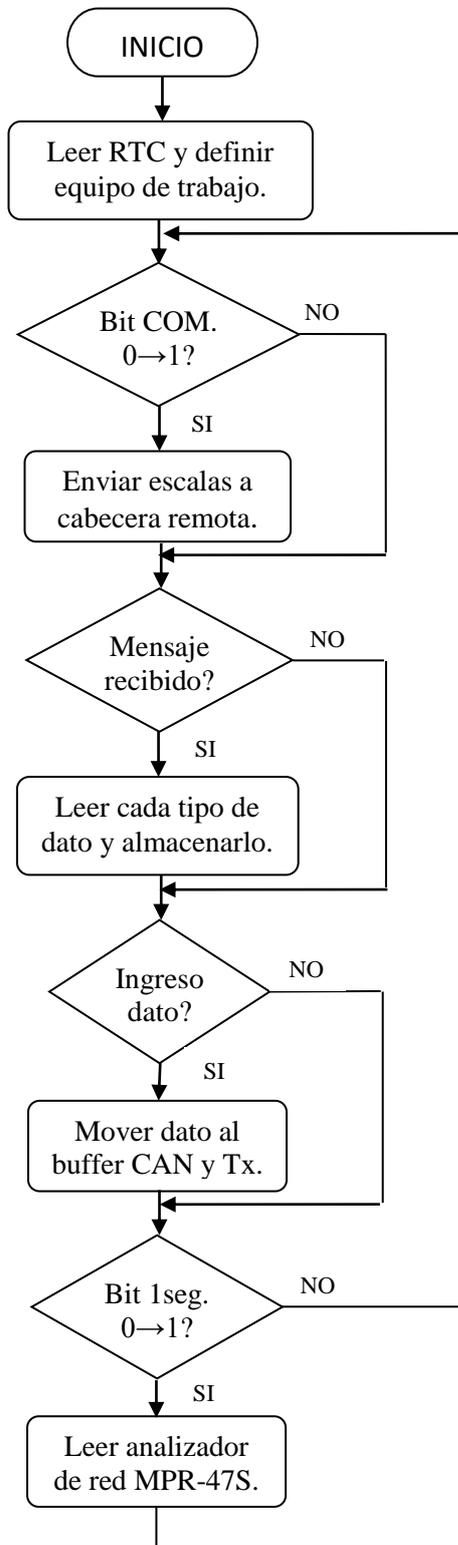 INICIO
Leer RTC y definir
equipo de trabajo.
Bit COM.
0→1?
NO
SI
Enviar escalas a
cabecera remota.
Mensaje
recibido?
NO
SI
Leer cada tipo de
dato y almacenarlo.
Ingreso
dato?
NO
SI
Mover dato al
buffer CAN y Tx.
Bit 1seg.
0→1?
NO
SI
Leer analizador
de red MPR-47S.